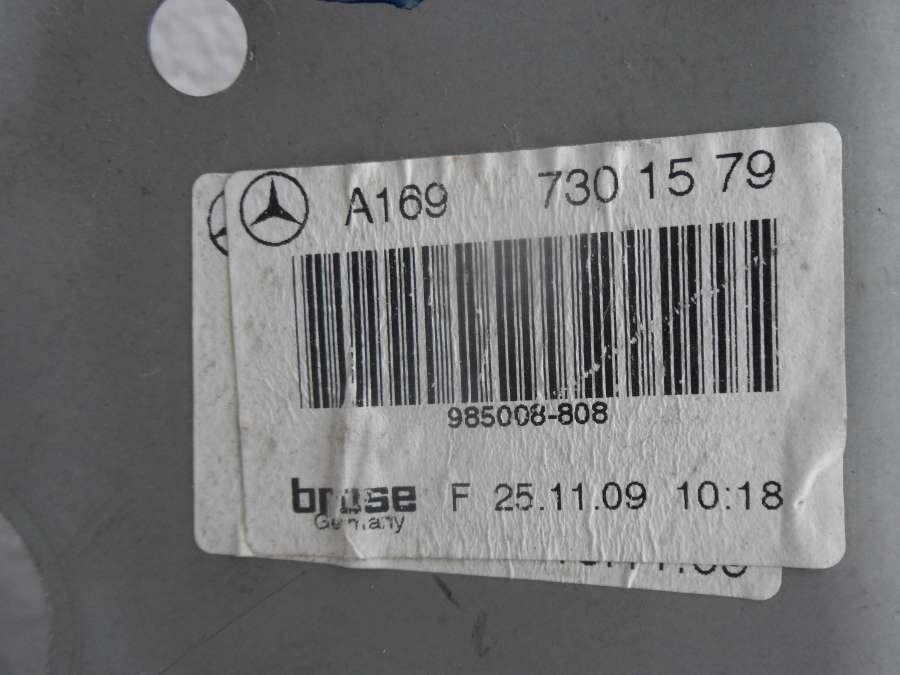 A169 730 15 79
985008-808
brose F 25.11.09 10:18
Germany